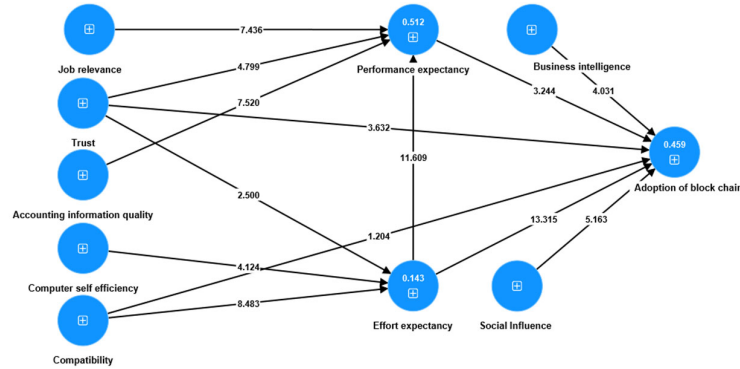 0.512
7.436
Job relevance
Performance expectancy
Business intelligence
4.799
7.520
3.244
4.031
Trust
3.632
0.459
11.609
Adoption of block chain
2.500
Accounting information quality
13.315
5.163
1.204
4.124
0.143
Computer self efficiency
8.483
Effort expectancy
Social Influence
Compatibility